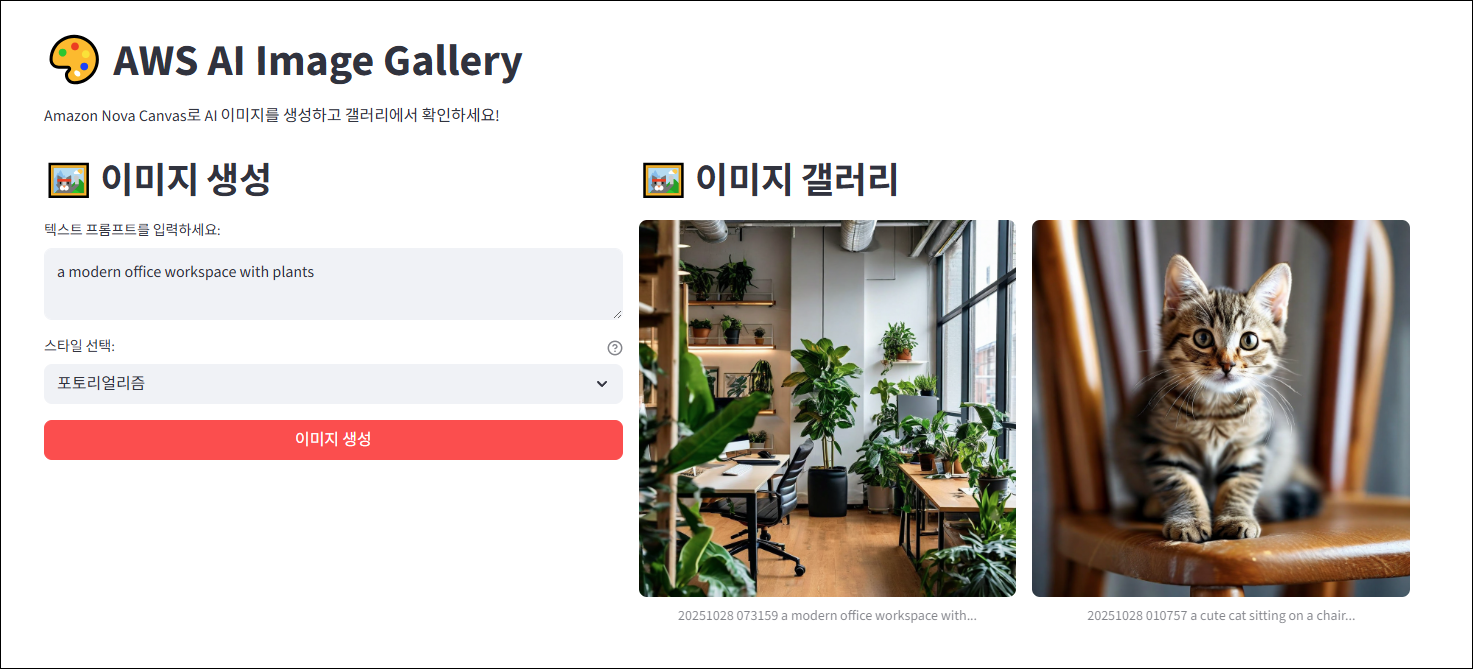 AWS AI Image Gallery
Amazon Nova Canvas로 AI 이미지를 생성하고 갤러리에서 확인하세요!
이미지 생성
텍스트 프롬프트를 입력하세요:
a modern office workspace with plants
스타일 선택:
포토리얼리즘
이미지 생성
이미지 갤러리
20251028 073159 a modern office workspace with...
20251028 010757 a cute cat sitting on a chair...